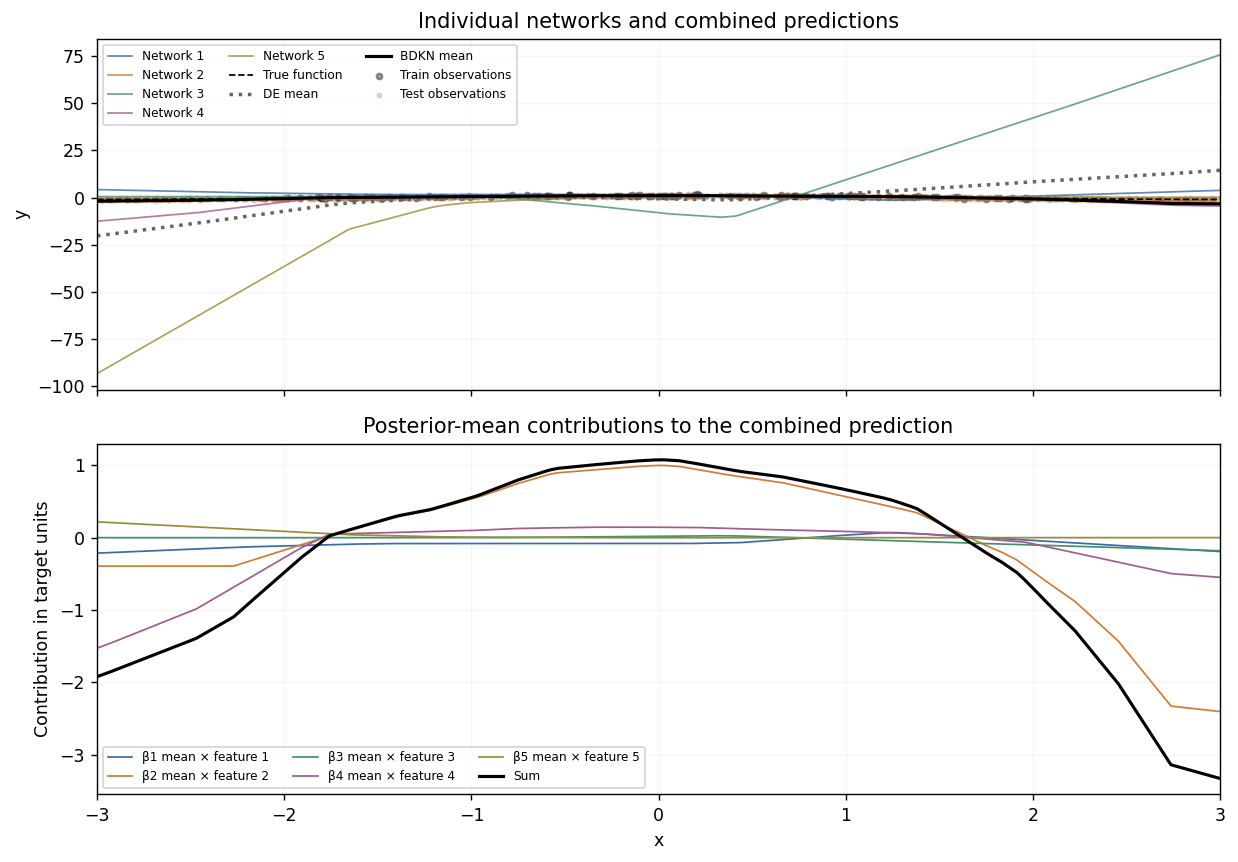 Individual networks and combined predictions
75
50
25
0
−25
−50
−75
−100
y
Network 1
Network 2
Network 3
Network 4
Network 5
True function
DE mean
BDKN mean
Train observations
Test observations
Posterior-mean contributions to the combined prediction
1
0
−1
−2
−3
Contribution in target units
β1 mean × feature 1
β2 mean × feature 2
β3 mean × feature 3
β4 mean × feature 4
β5 mean × feature 5
Sum
−3
−2
−1
0
1
2
3
x